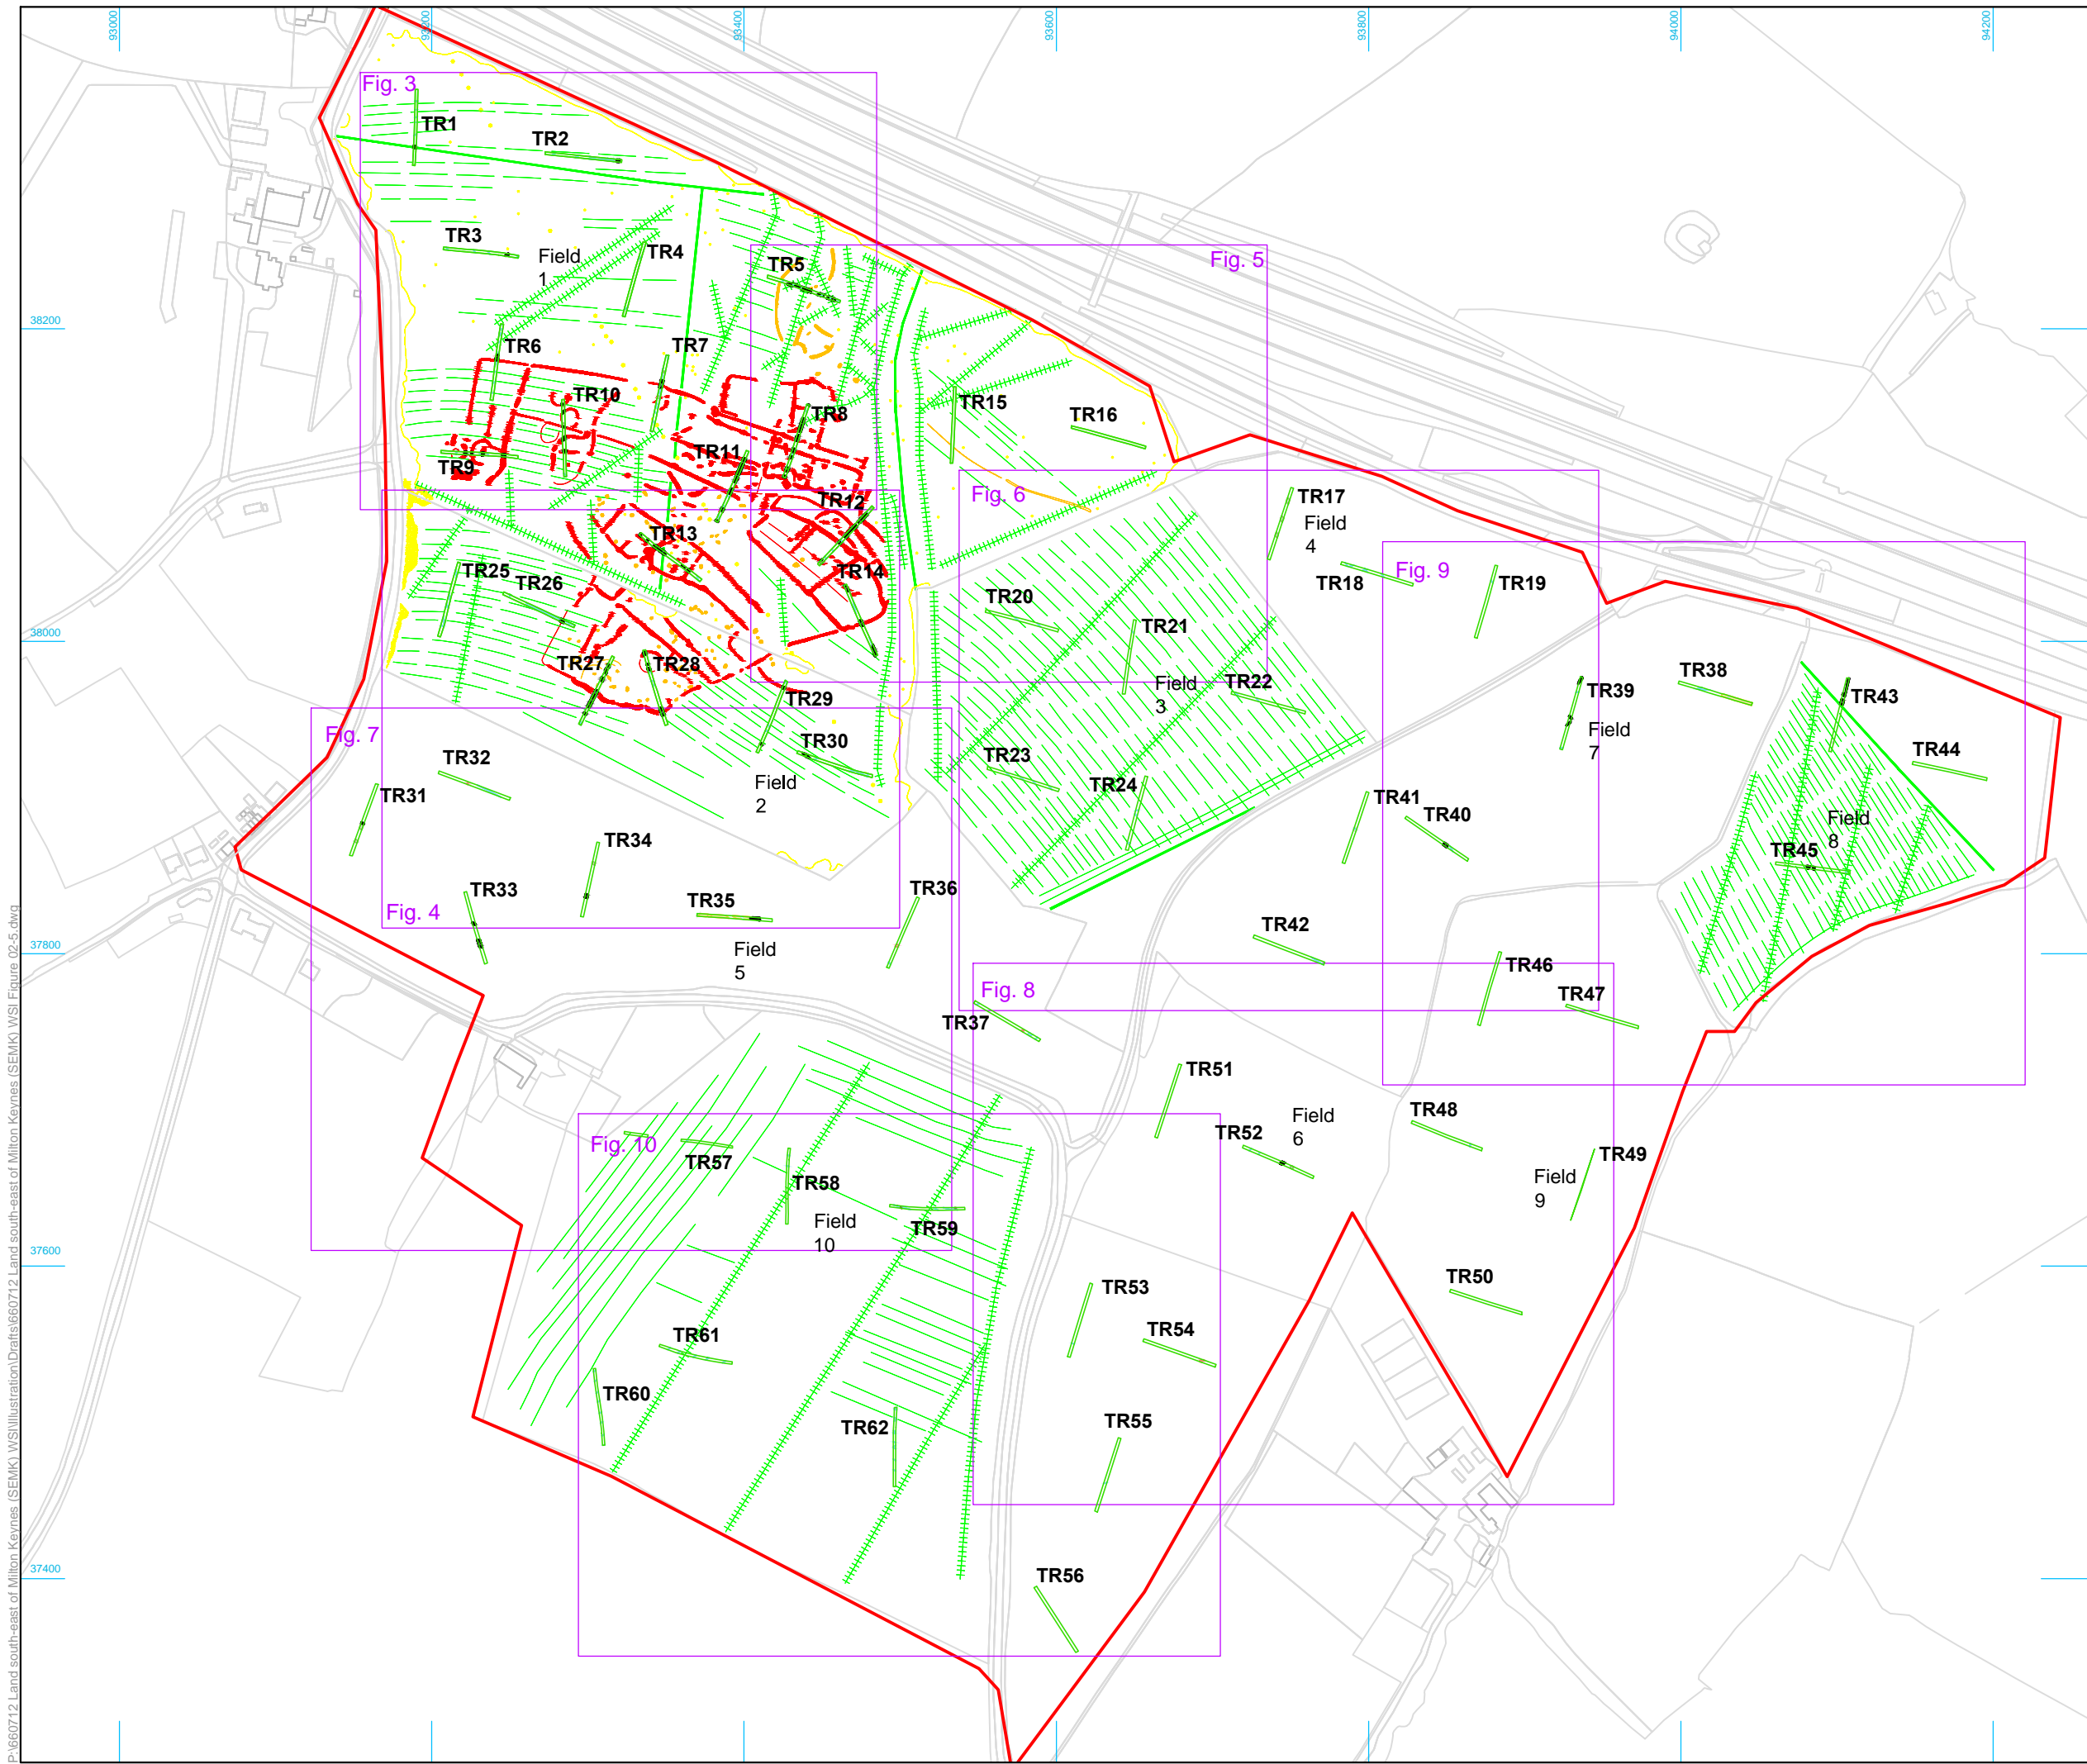 93000
93200
93400
93600
93800
94000
94200
Fig. 3
TR1
TR2
TR3
Field
1
TR4
TR5
Fig. 5
38200
TR6
TR7
TR10
TR8
TR15
TR16
TR9
TR11
Fig. 6
TR12
TR17
Field
4
TR13
TR14
TR18
Fig. 9
TR19
TR25
TR26
TR20
TR21
38000
TR27
TR28
TR29
Field
3
TR22
TR39
TR38
TR43
Fig. 7
TR30
Field
7
TR32
TR23
TR44
TR31
Field
2
TR24
TR41
TR40
Field
8
TR34
TR45
TR33
Fig. 4
TR35
TR36
Field
5
TR42
37800
TR46
Fig. 8
TR47
TR37
TR51
TR48
Field
6
TR52
Fig. 10
TR57
TR49
TR58
Field
9
Field
10
TR59
37600
TR50
TR53
TR61
TR54
TR60
TR62
TR55
37400
TR56
P:\660712 Land south-east of Milton Keynes (SEMK) WSI\Illustration\Drafts\660712 Land south-east of Milton Keynes (SEMK) WSI Figure 02-5.dwg